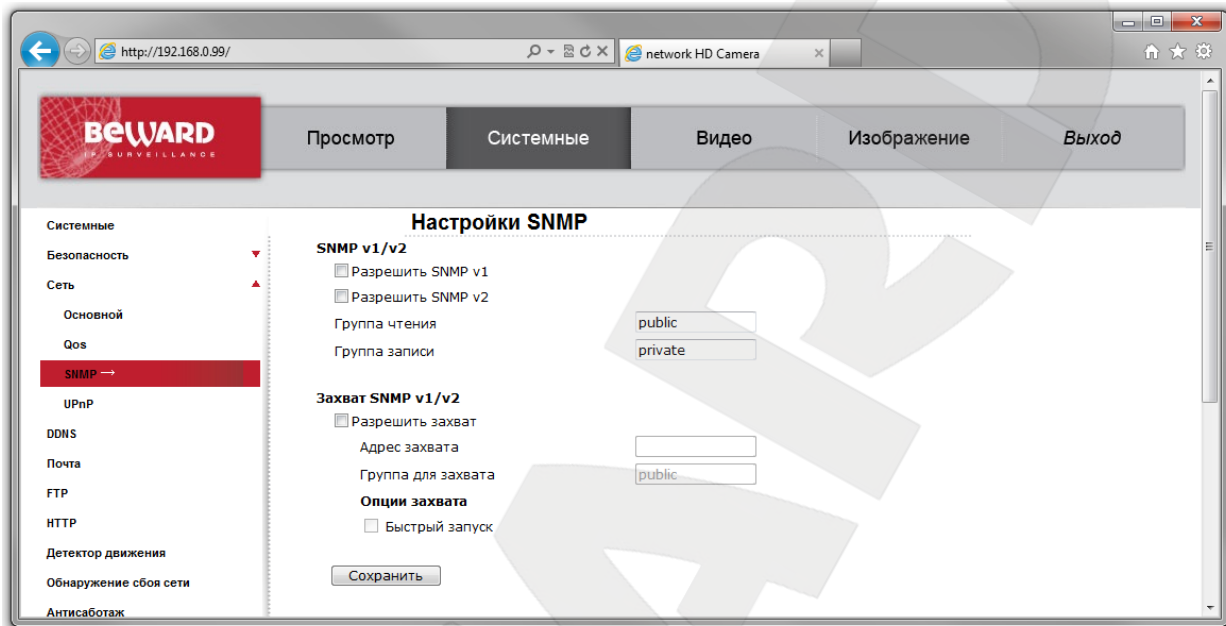 http://192.168.0.99/
network HD Camera
BEWARD
IP SURVEILLANCE
Просмотр
Системные
Видео
Изображение
Выход
Системные
Безопасность
Сеть
Основной
Qos
SNMP →
UPnP
DDNS
Почта
FTP
HTTP
Детектор движения
Обнаружение сбоя сети
Антисаботаж
Настройки SNMP
SNMP v1/v2
Разрешить SNMP v1
Разрешить SNMP v2
Группа чтения public
Группа записи private
Захват SNMP v1/v2
Разрешить захват
Адрес захвата
Группа для захвата public
Опции захвата
Быстрый запуск
Сохранить